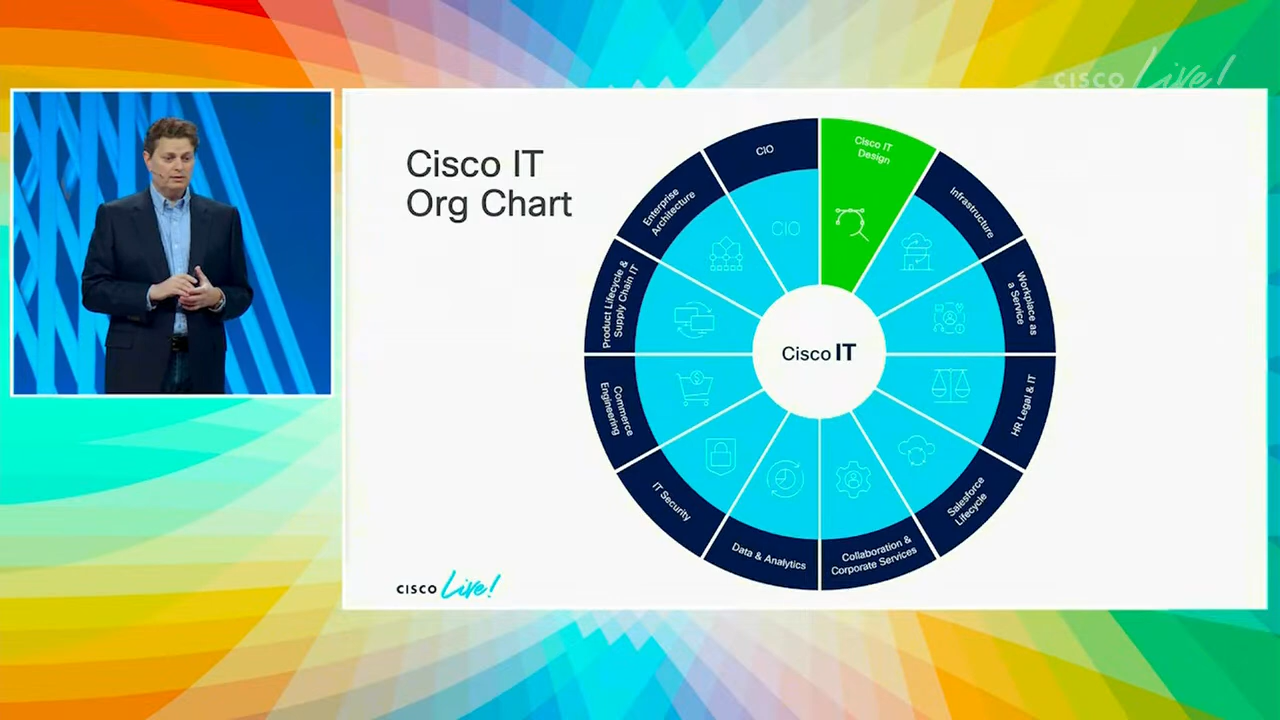 CISCO Live!
Cisco IT
Org Chart
CIO
Cisco IT
Design
Infrastructure
Workplace as
a Service
HR Legal & IT
Salesforce
Lifecycle
Collaboration &
Corporate Services
Data & Analytics
IT Security
Commerce
Engineering
Product Lifecycle &
Supply Chain IT
Enterprise
Architecture
CIO
Cisco IT
CISCO Live!